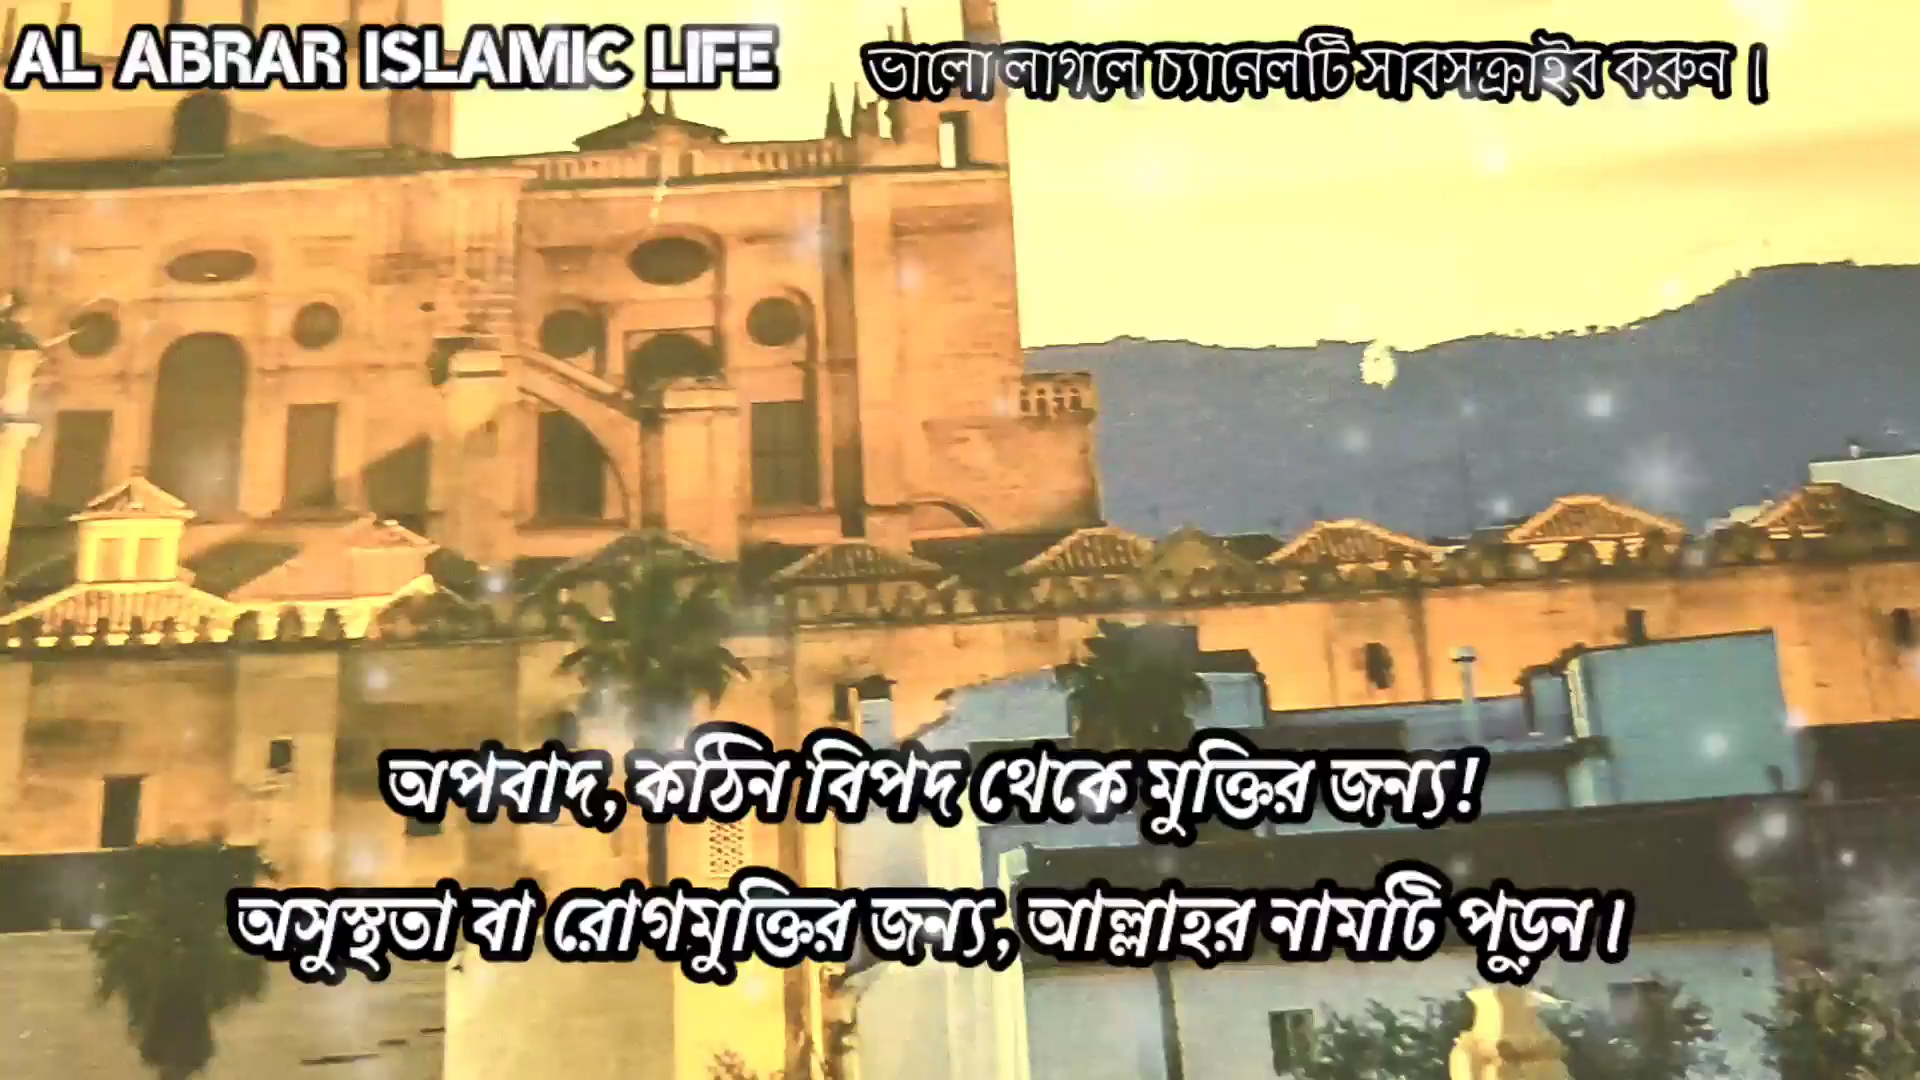 AL ABRAR ISLAMIC LIFE
ভালো লাগলে চ্যানেলটি সাবসক্রাইব করুন।
অপবাদ, কঠিন বিপদ থেকে মুক্তির জন্য!
অসুস্থতা বা রোগমুক্তির জন্য, আল্লাহর নামটি পড়ুন।